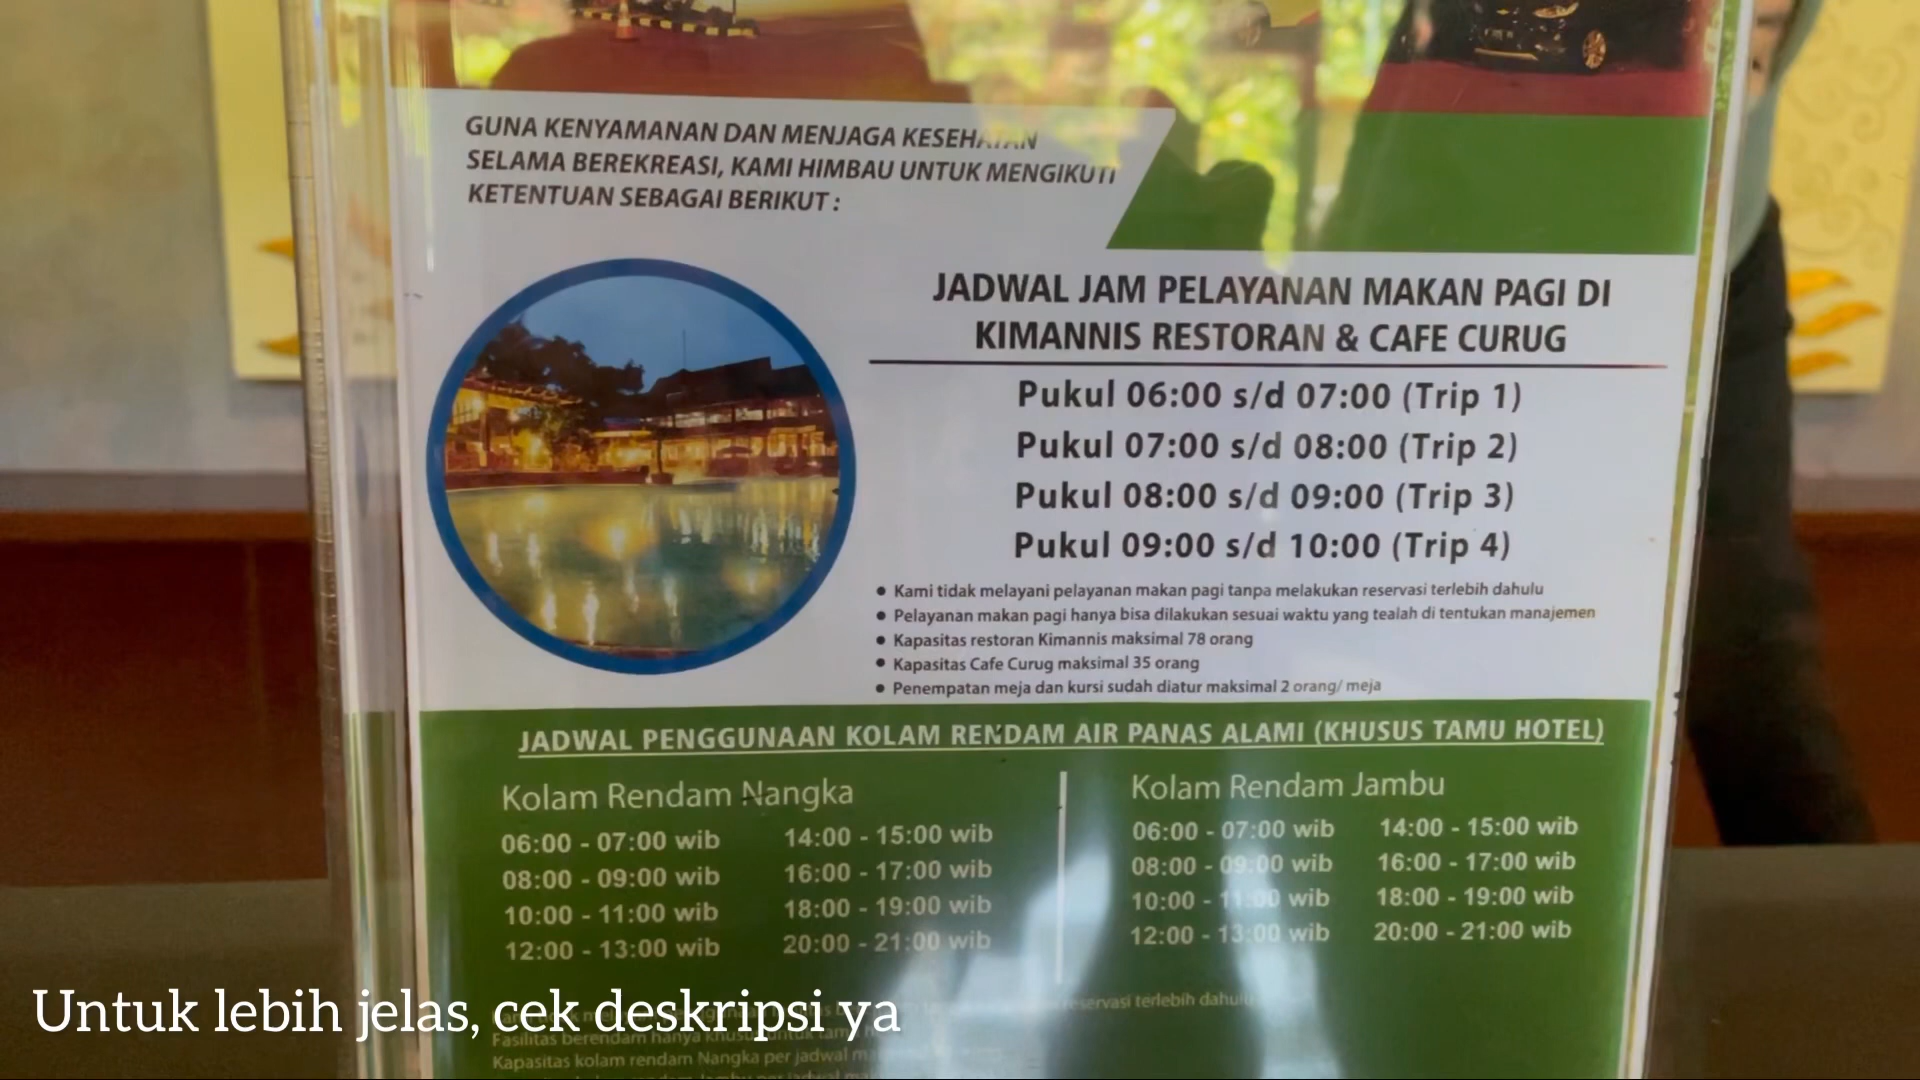 GUNA KENYAMANAN DAN MENJAGA KESEHATAN
SELAMA BEREKREASI, KAMI HIMBAU UNTUK MENGIKUTI
KETENTUAN SEBAGAI BERIKUT :
JADWAL JAM PELAYANAN MAKAN PAGI DI
KIMANNIS RESTORAN & CAFE CURUG
Pukul 06:00 s/d 07:00 (Trip 1)
Pukul 07:00 s/d 08:00 (Trip 2)
Pukul 08:00 s/d 09:00 (Trip 3)
Pukul 09:00 s/d 10:00 (Trip 4)
• Kami tidak melayani pelayanan makan pagi tanpa melakukan reservasi terlebih dahulu
• Pelayanan makan pagi hanya bisa dilakukan sesuai waktu yang tealah di tentukan manajemen
• Kapasitas restoran Kimannis maksimal 78 orang
• Kapasitas Cafe Curug maksimal 35 orang
• Penempatan meja dan kursi sudah diatur maksimal 2 orang/ meja
JADWAL PENGGUNAAN KOLAM RENDAM AIR PANAS ALAMI (KHUSUS TAMU HOTEL)
Kolam Rendam Nangka
06:00 - 07:00 wib 14:00 - 15:00 wib
08:00 - 09:00 wib 16:00 - 17:00 wib
10:00 - 11:00 wib 18:00 - 19:00 wib
12:00 - 13:00 wib 20:00 - 21:00 wib
Kolam Rendam Jambu
06:00 - 07:00 wib 14:00 - 15:00 wib
08:00 - 09:00 wib 16:00 - 17:00 wib
10:00 - 11:00 wib 18:00 - 19:00 wib
12:00 - 13:00 wib 20:00 - 21:00 wib
reservasi terlebih dahulu
Fasilitas berendam hanya khusus untuk
Kapasitas kolam rendam Nangka per jadwal
Untuk lebih jelas, cek deskripsi ya